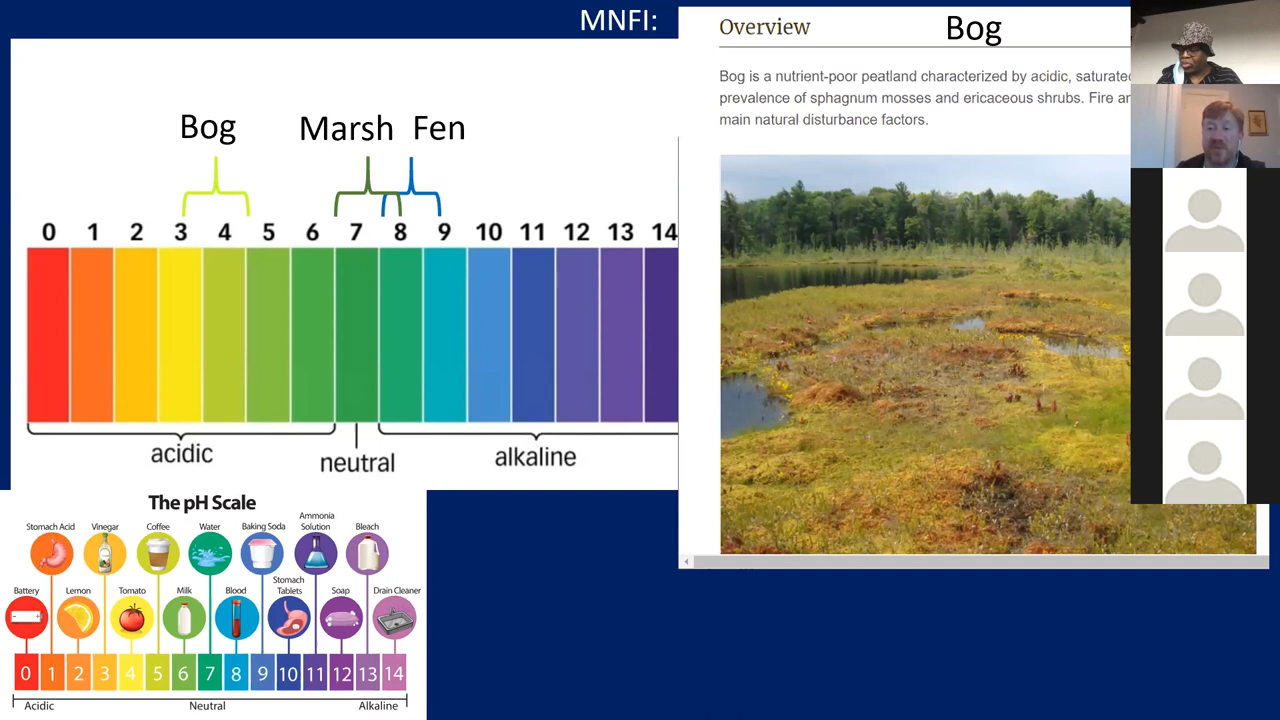 MNFI:
Overview
Bog
Bog is a nutrient-poor peatland characterized by acidic, saturated
prevalence of sphagnum mosses and ericaceous shrubs. Fire
main natural disturbance factors.
Bog Marsh Fen
0 1 2 3 4 5 6 7 8 9 10 11 12 13 14
acidic
neutral
alkaline
The pH Scale
Stomach Acid Vinegar Coffee Water Baking Soda Ammonia Solution Bleach
Battery Lemon Tomato Milk Blood Stomach Tablets Soap Drain Cleaner
0 1 2 3 4 5 6 7 8 9 10 11 12 13 14
Acidic Neutral Alkaline